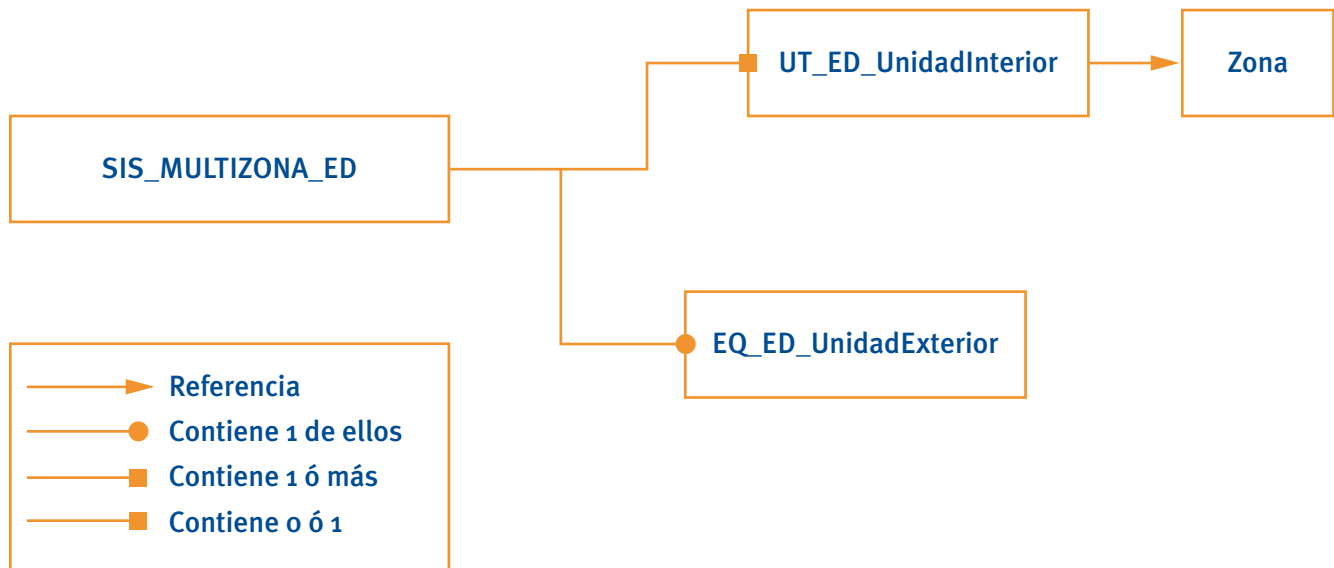 UT_ED_UnidadInterior
Zona
SIS_MULTIZONA_ED
EQ_ED_UnidadExterior
Referencia
Contiene 1 de ellos
Contiene 1 ó más
Contiene 0 ó 1